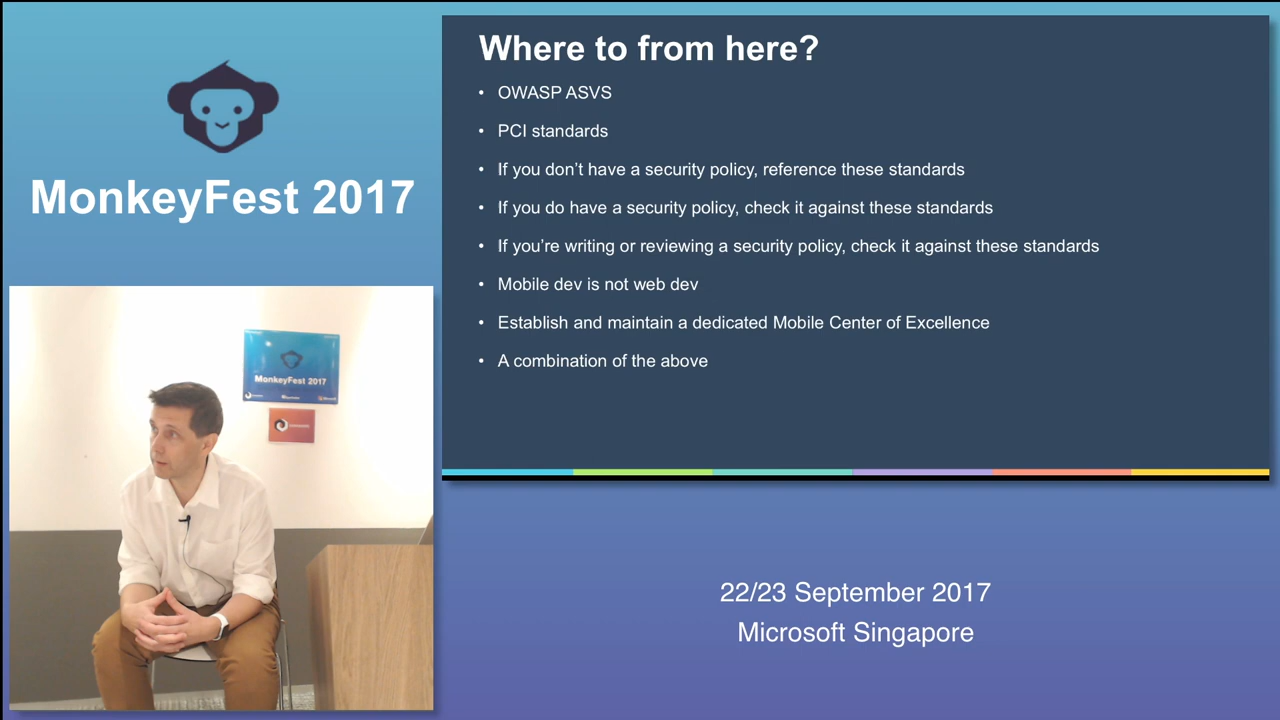 MonkeyFest 2017
Where to from here?
• OWASP ASVS
• PCI standards
• If you don’t have a security policy, reference these standards
• If you do have a security policy, check it against these standards
• If you’re writing or reviewing a security policy, check it against these standards
• Mobile dev is not web dev
• Establish and maintain a dedicated Mobile Center of Excellence
• A combination of the above
MonkeyFest 2017
22/23 September 2017
Microsoft Singapore